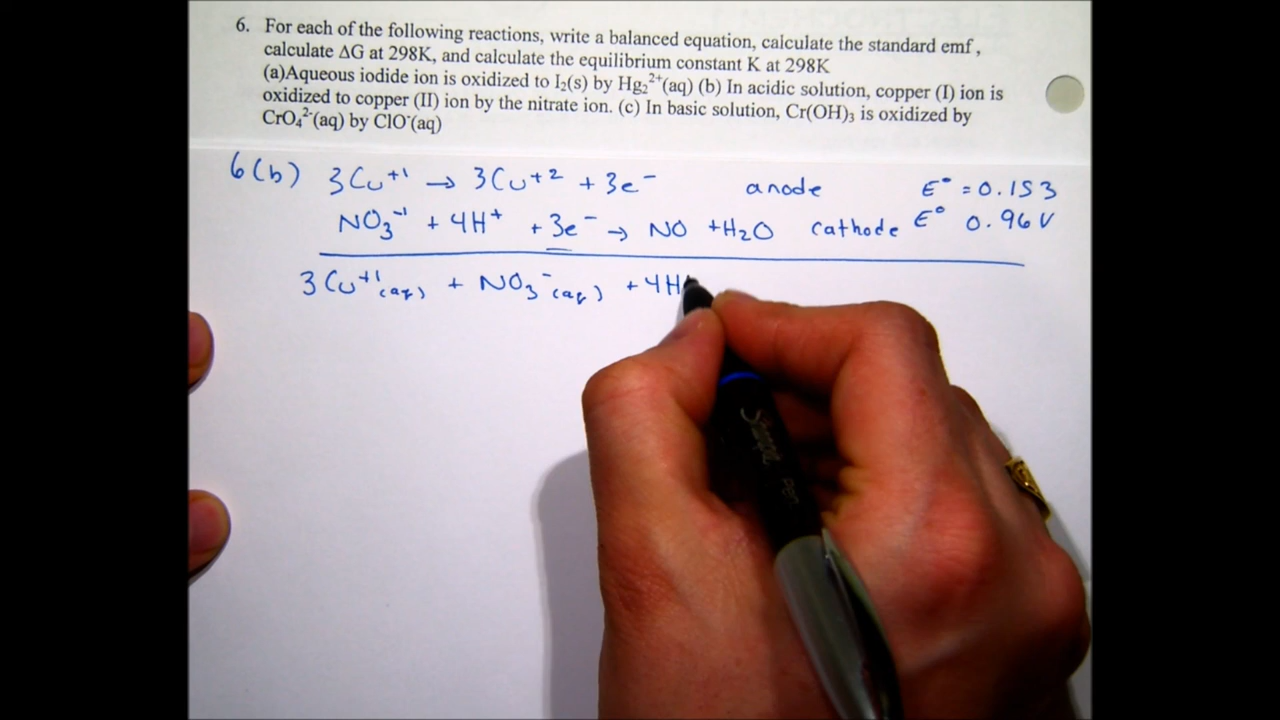 6. For each of the following reactions, write a balanced equation, calculate the standard emf,
calculate ΔG at 298K, and calculate the equilibrium constant K at 298K
(a)Aqueous iodide ion is oxidized to I₂(s) by Hg₂²⁺(aq) (b) In acidic solution, copper (I) ion is
oxidized to copper (II) ion by the nitrate ion. (c) In basic solution, Cr(OH)₃ is oxidized by
CrO₄²⁻(aq) by ClO⁻(aq)
6(b) 3Cu⁺¹ → 3Cu⁺² + 3e⁻ anode E° = 0.153
NO₃⁻¹ + 4H⁺ + 3e⁻ → NO + H₂O cathode E° 0.96V
3Cu⁺¹(aq) + NO₃⁻(aq) + 4H